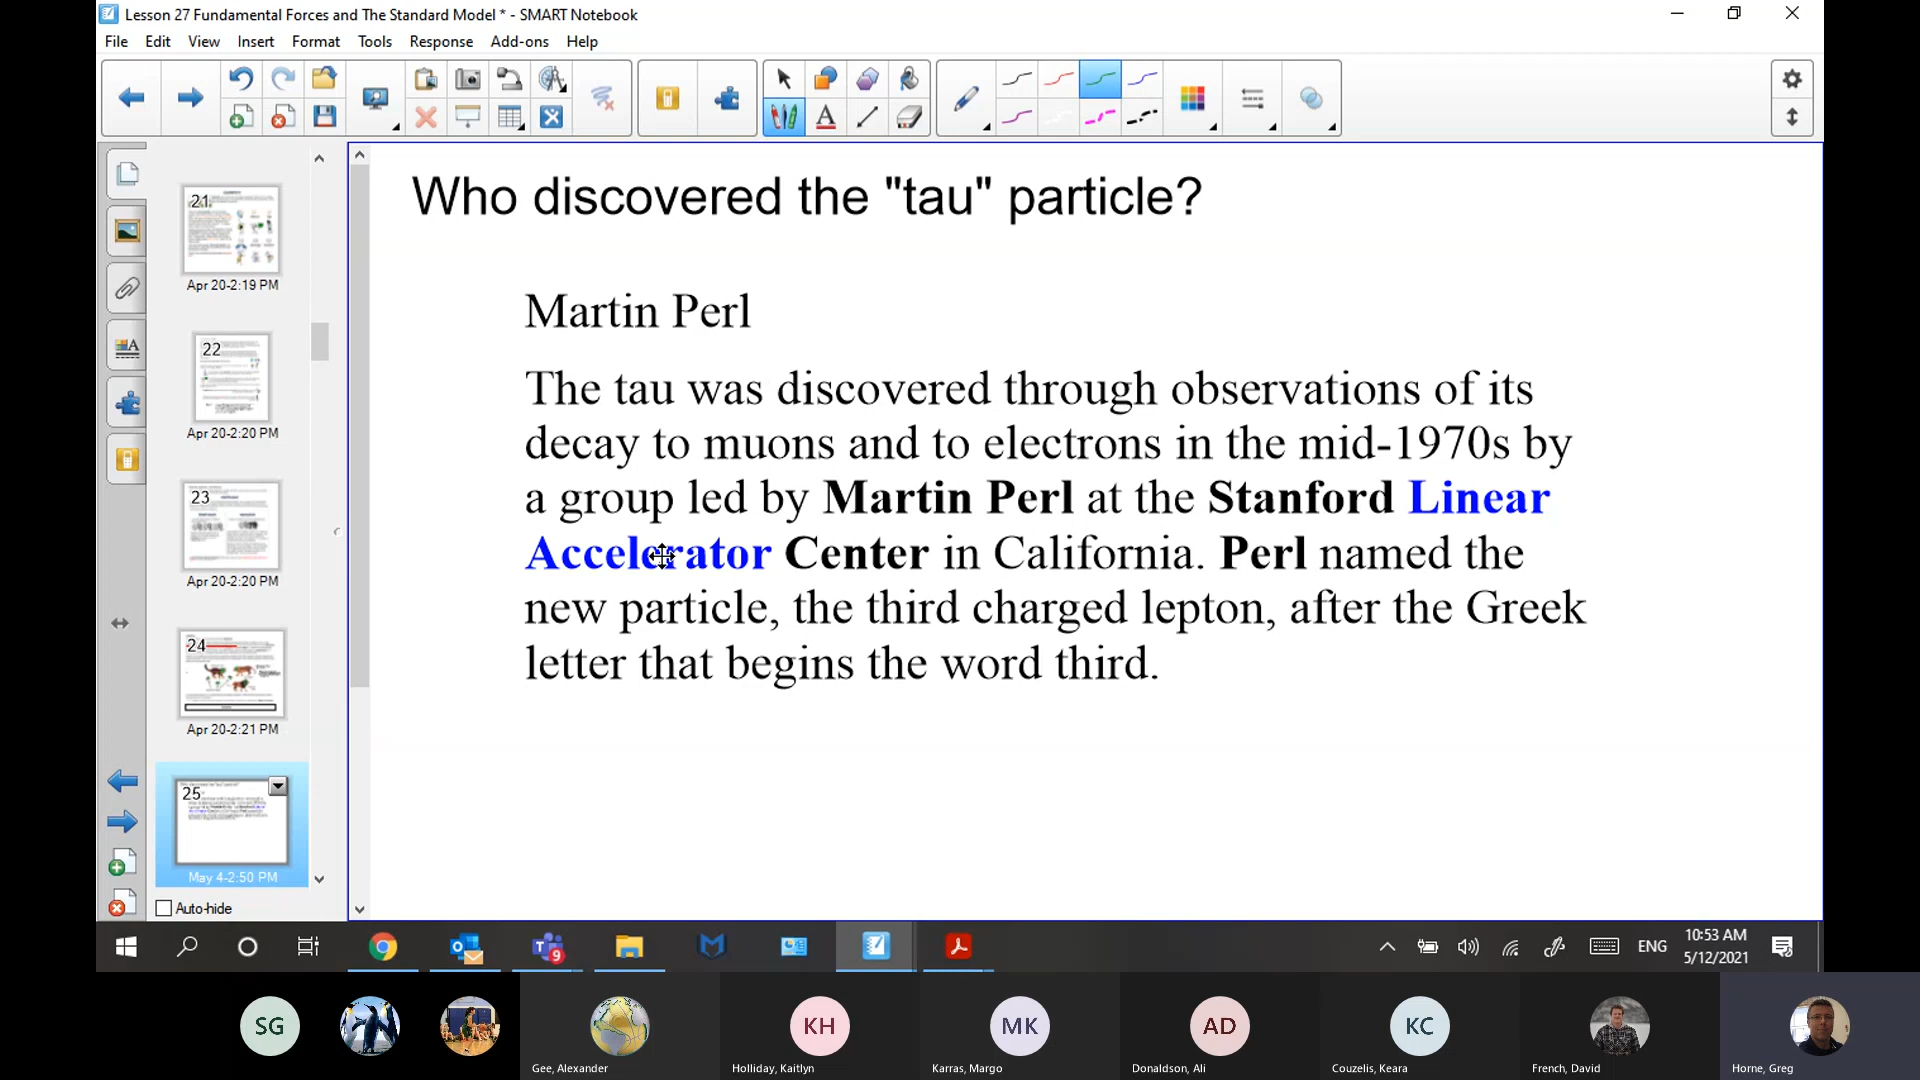 Lesson 27 Fundamental Forces and The Standard Model * - SMART Notebook
File Edit View Insert Format Tools Response Add-ons Help
21
Apr 20-2:19 PM
22
Apr 20-2:20 PM
23
Apr 20-2:20 PM
24
Apr 20-2:21 PM
25
May 4-2:50 PM
Auto-hide
Who discovered the "tau" particle?
Martin Perl
The tau was discovered through observations of its
decay to muons and to electrons in the mid-1970s by
a group led by Martin Perl at the Stanford Linear
Accelerator Center in California. Perl named the
new particle, the third charged lepton, after the Greek
letter that begins the word third.
9
ENG
10:53 AM
5/12/2021
SG
KH
MK
AD
KC
Gee, Alexander
Holliday, Kaitlyn
Karras, Margo
Donaldson, Ali
Couzelis, Keara
French, David
Horne, Greg